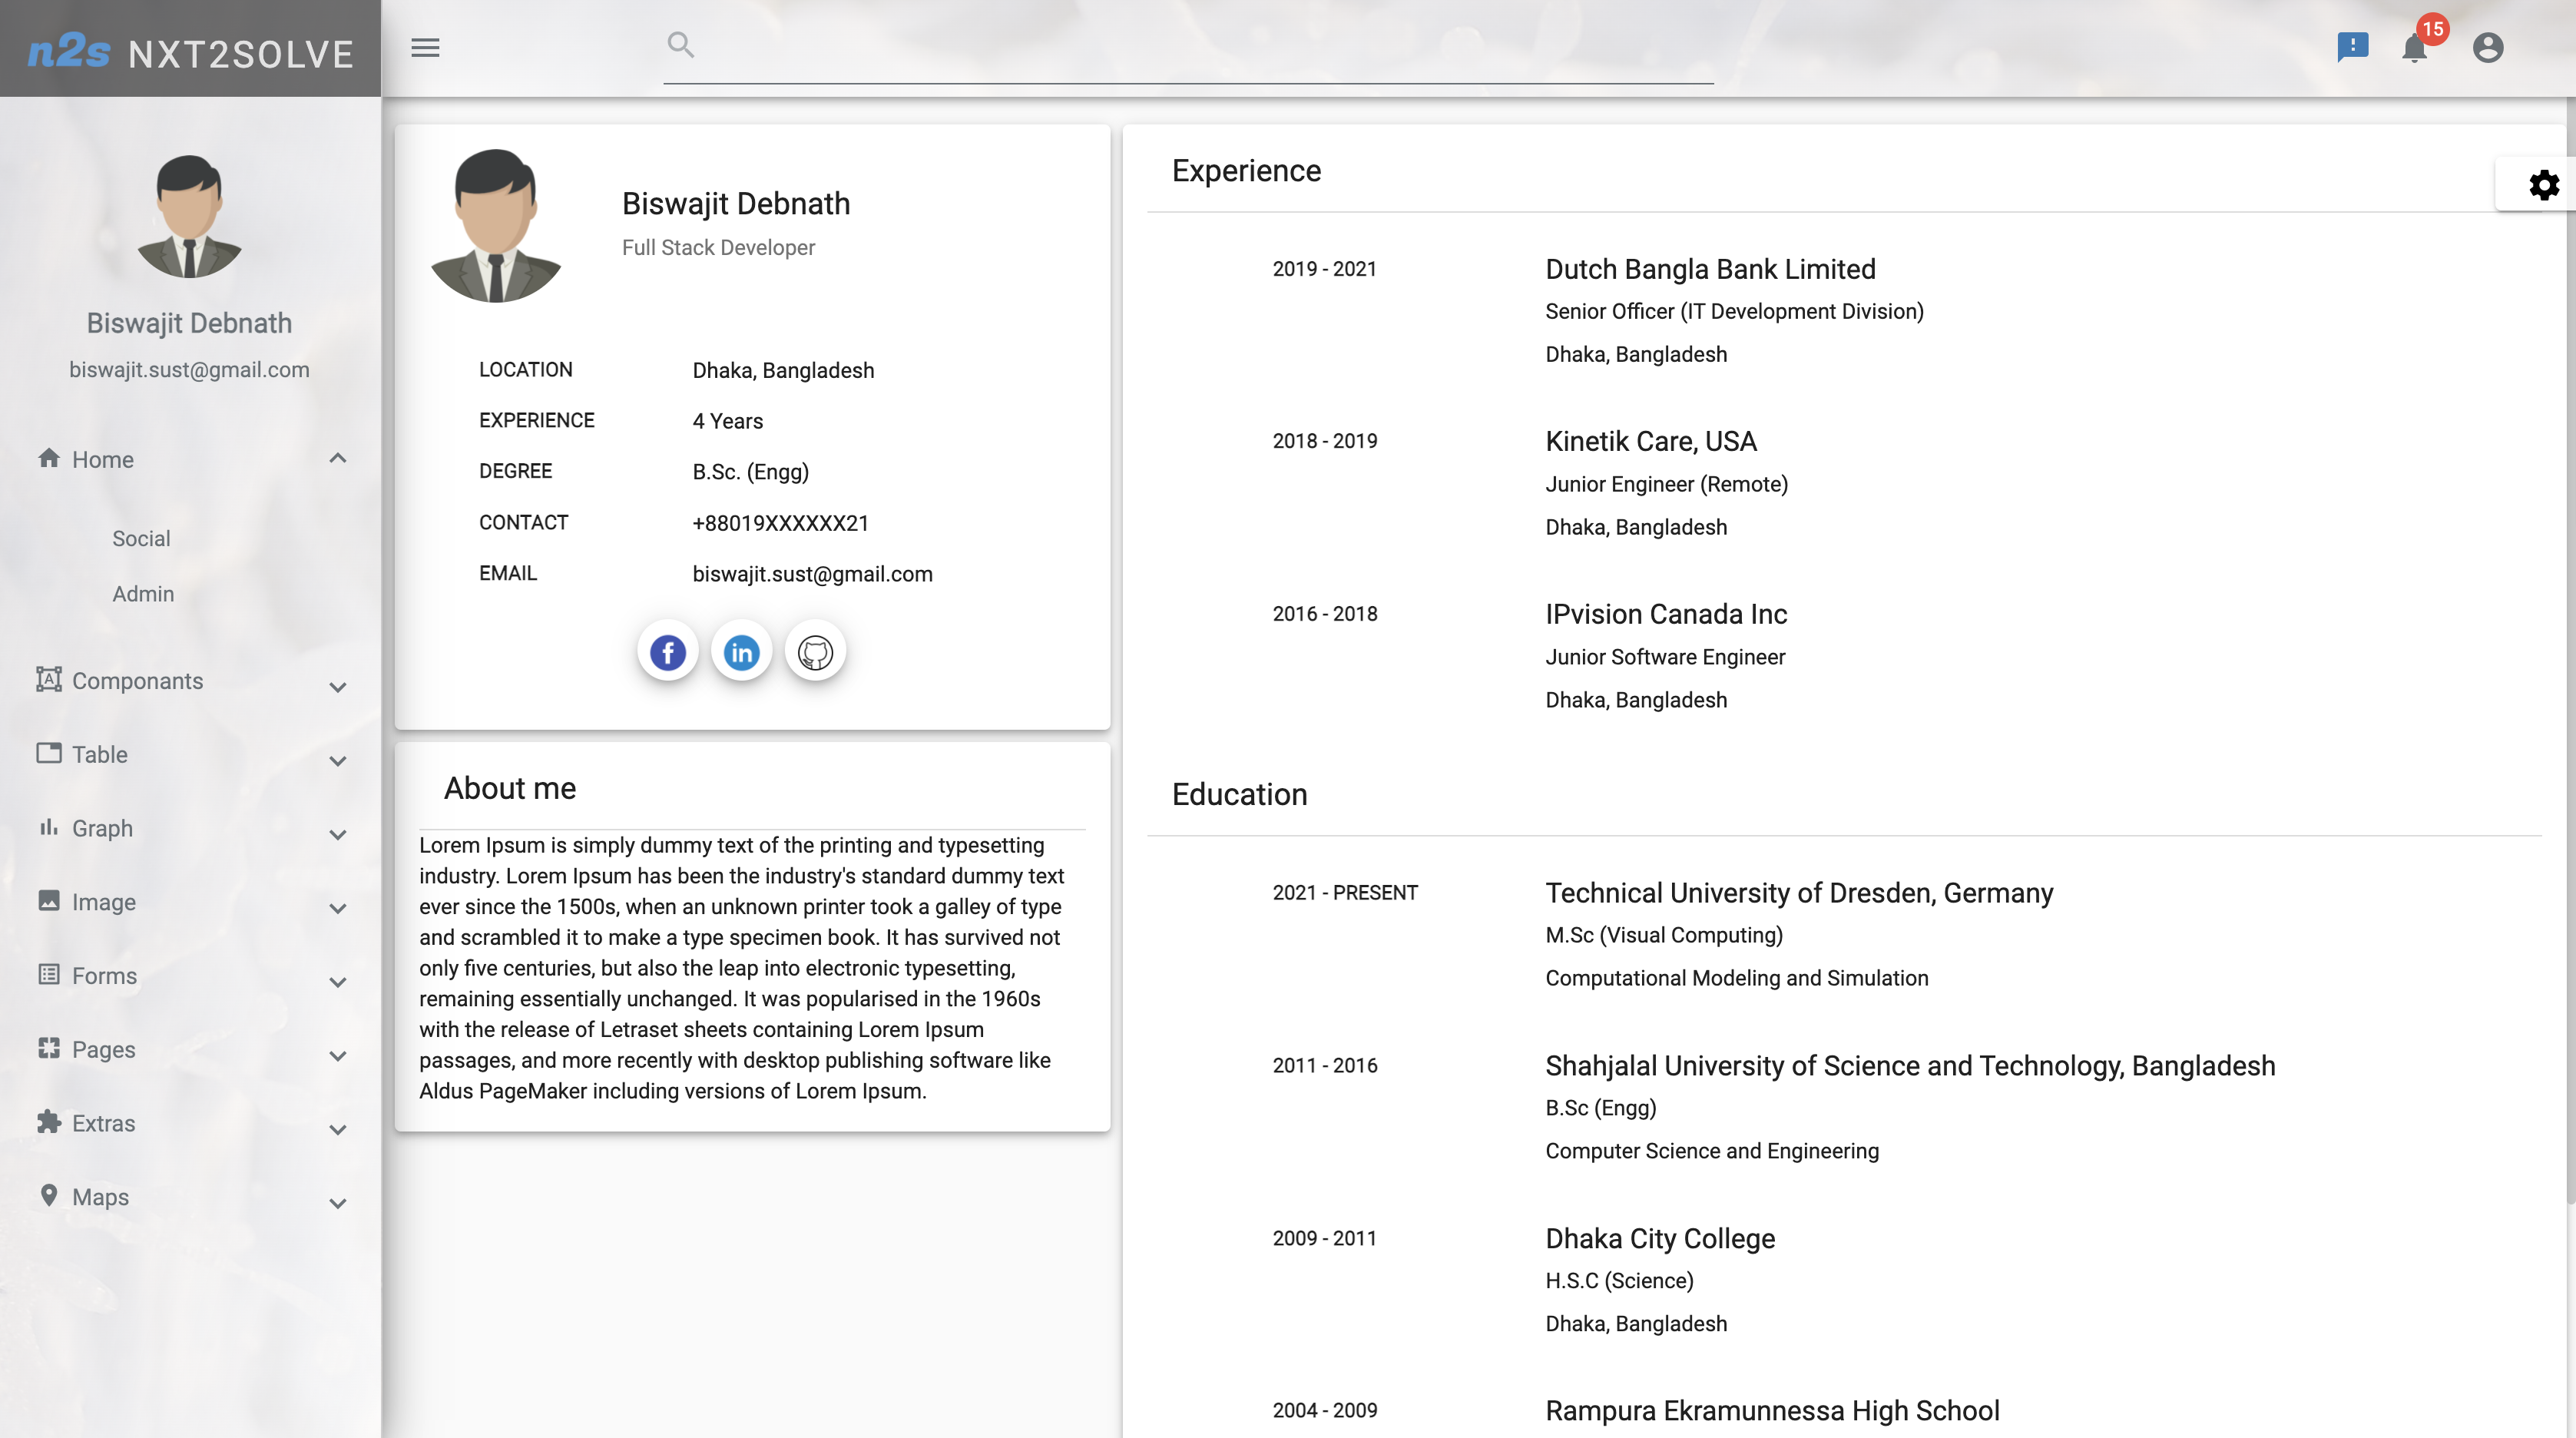 n2s NXT2SOLVE
15
Biswajit Debnath
biswajit.sust@gmail.com
Home
Social
Admin
Componants
Table
Graph
Image
Forms
Pages
Extras
Maps
Biswajit Debnath
Full Stack Developer
LOCATION Dhaka, Bangladesh
EXPERIENCE 4 Years
DEGREE B.Sc. (Engg)
CONTACT +88019XXXXXX21
EMAIL biswajit.sust@gmail.com
f in
About me
Lorem Ipsum is simply dummy text of the printing and typesetting
industry. Lorem Ipsum has been the industry's standard dummy text
ever since the 1500s, when an unknown printer took a galley of type
and scrambled it to make a type specimen book. It has survived not
only five centuries, but also the leap into electronic typesetting,
remaining essentially unchanged. It was popularised in the 1960s
with the release of Letraset sheets containing Lorem Ipsum
passages, and more recently with desktop publishing software like
Aldus PageMaker including versions of Lorem Ipsum.
Experience
2019 - 2021 Dutch Bangla Bank Limited
Senior Officer (IT Development Division)
Dhaka, Bangladesh
2018 - 2019 Kinetik Care, USA
Junior Engineer (Remote)
Dhaka, Bangladesh
2016 - 2018 IPvision Canada Inc
Junior Software Engineer
Dhaka, Bangladesh
Education
2021 - PRESENT Technical University of Dresden, Germany
M.Sc (Visual Computing)
Computational Modeling and Simulation
2011 - 2016 Shahjalal University of Science and Technology, Bangladesh
B.Sc (Engg)
Computer Science and Engineering
2009 - 2011 Dhaka City College
H.S.C (Science)
Dhaka, Bangladesh
2004 - 2009 Rampura Ekramunnessa High School